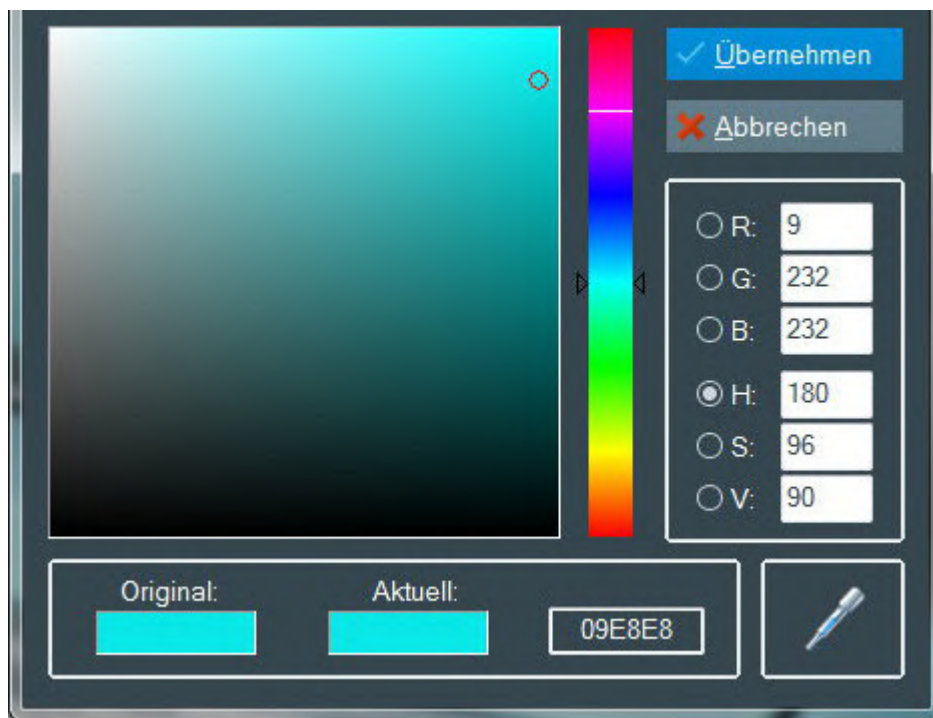 Übernehmen
Abbrechen
R: 9
G: 232
B: 232
H: 180
S: 96
V: 90
Original: Aktuell:
09E8E8